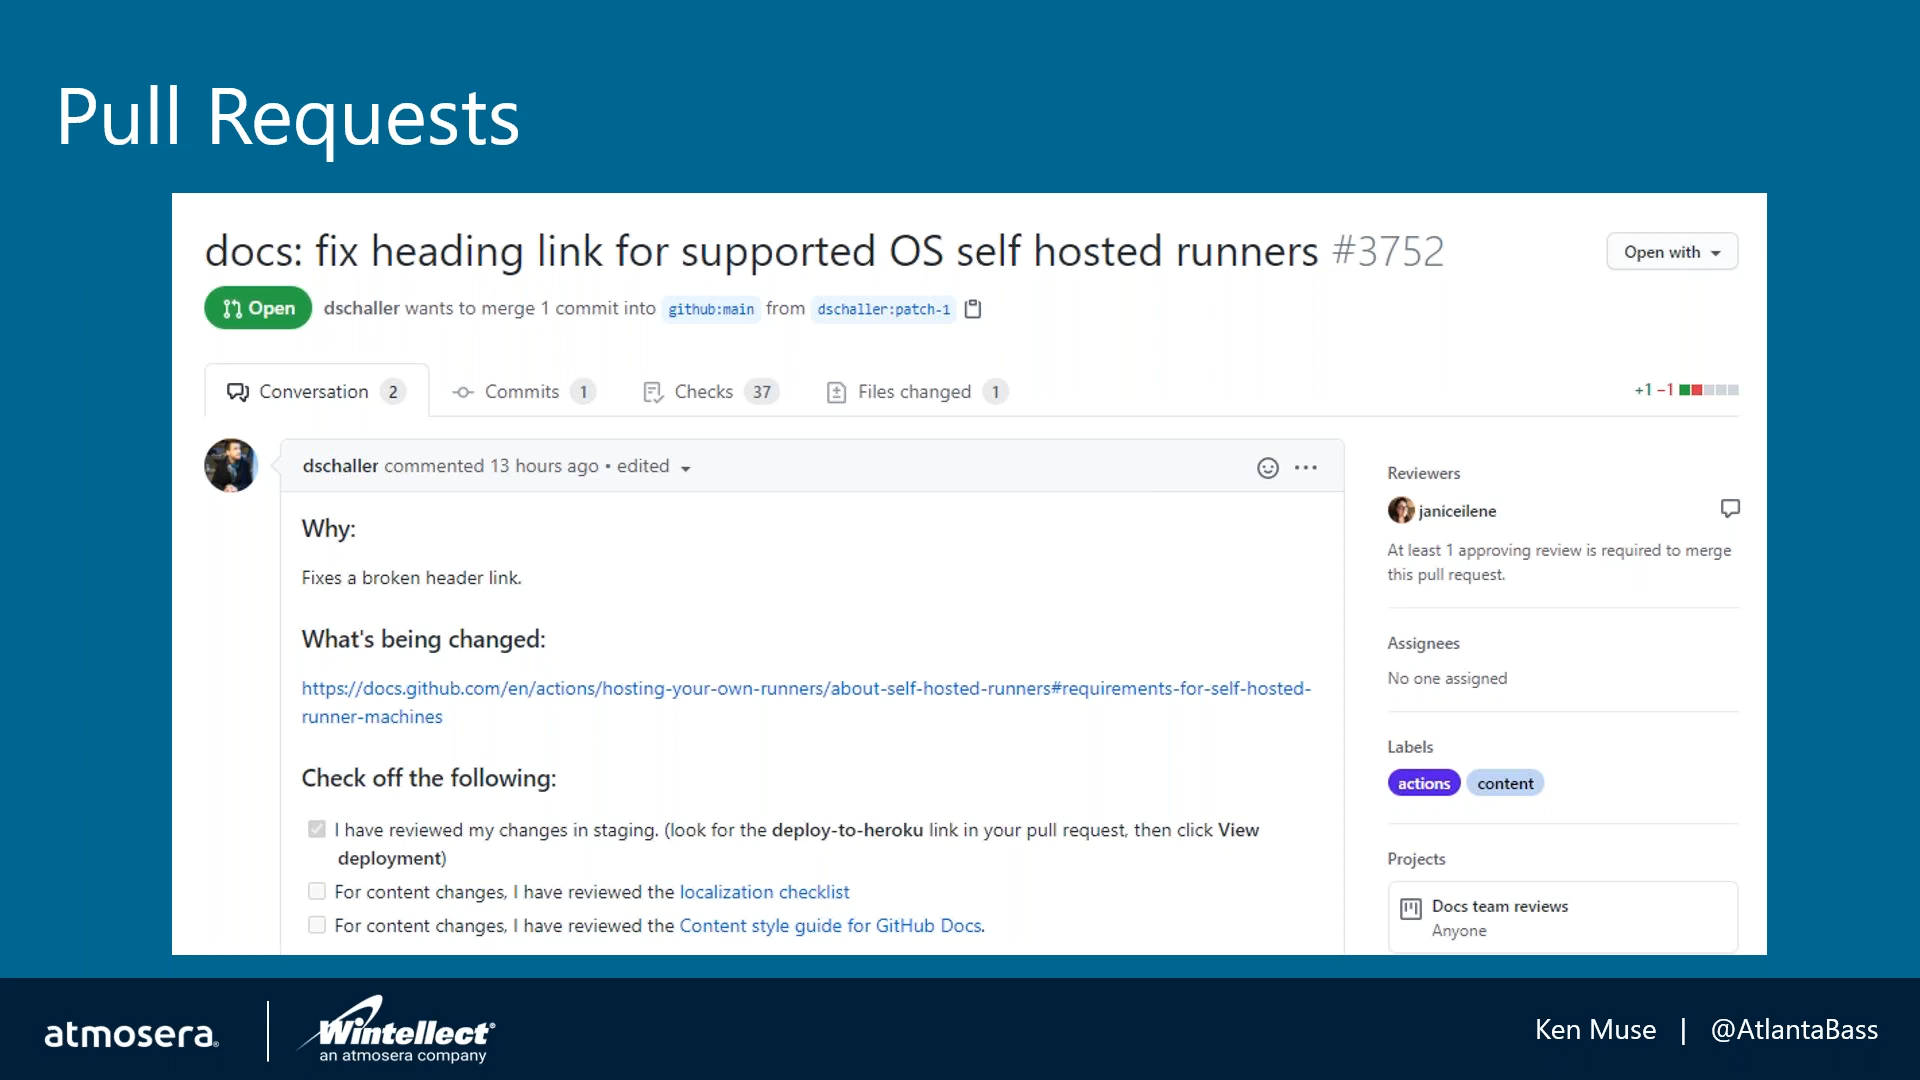 Pull Requests
docs: fix heading link for supported OS self hosted runners #3752
Open with
Open
dschaller wants to merge 1 commit into github:main from dschaller:patch-1
Conversation 2
Commits 1
Checks 37
Files changed 1
+1 −1
dschaller commented 13 hours ago • edited
Why:
Fixes a broken header link.
What's being changed:
https://docs.github.com/en/actions/hosting-your-own-runners/about-self-hosted-runners#requirements-for-self-hosted-
runner-machines
Check off the following:
I have reviewed my changes in staging. (look for the deploy-to-heroku link in your pull request, then click View
deployment)
For content changes, I have reviewed the localization checklist
For content changes, I have reviewed the Content style guide for GitHub Docs.
Reviewers
janiceilene
At least 1 approving review is required to merge
this pull request.
Assignees
No one assigned
Labels
actions content
Projects
Docs team reviews
Anyone
atmosera®
Wintellect®
an atmosera company
Ken Muse | @AtlantaBass